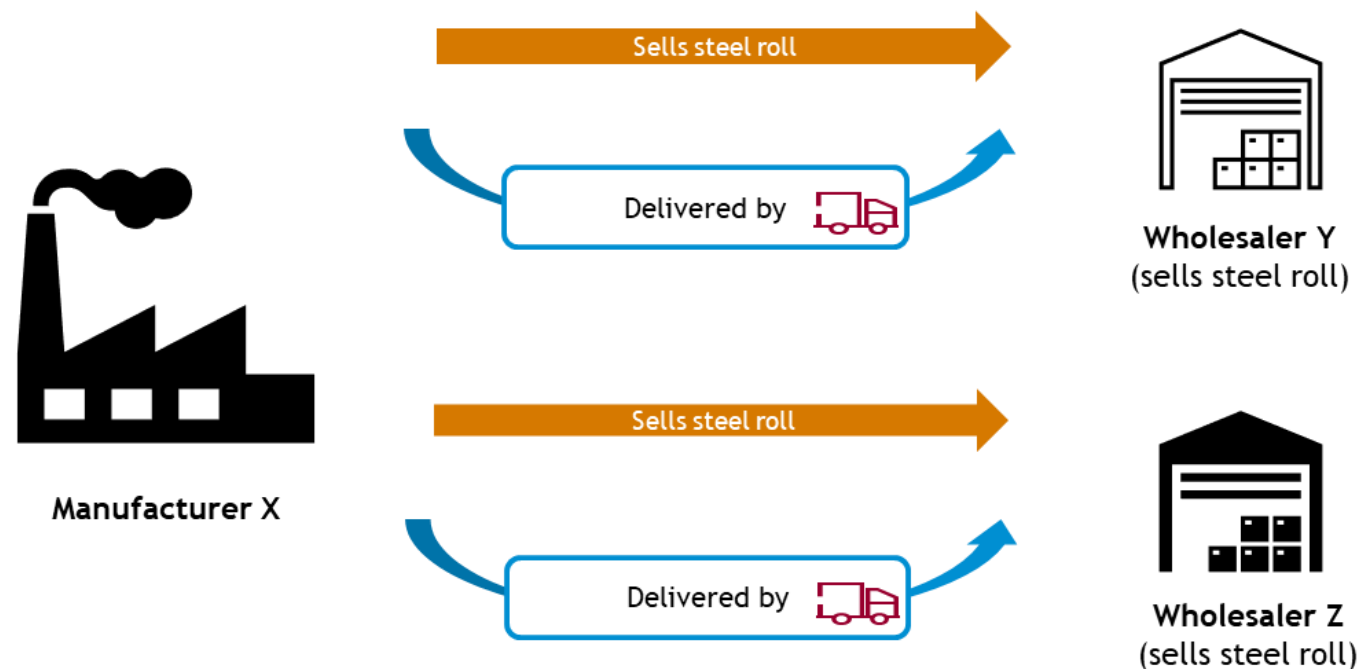 Sells steel roll
Delivered by
Wholesaler Y
(sells steel roll)
Sells steel roll
Manufacturer X
Delivered by
Wholesaler Z
(sells steel roll)